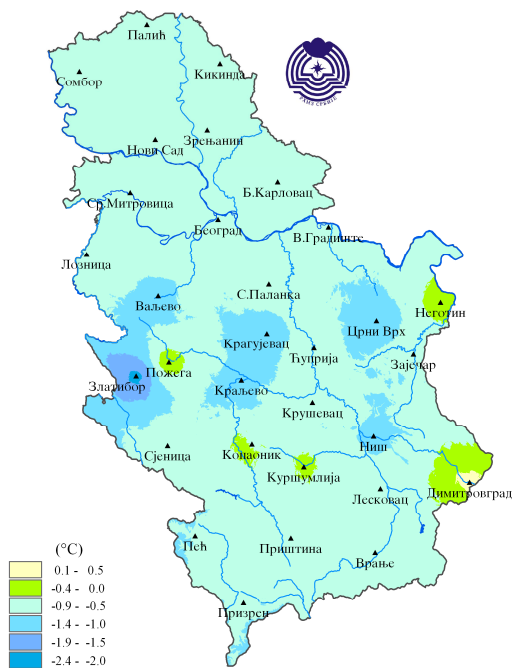 Палић
Кикинда
Сомбор
Зрењанин
Нови Сад
Б.Карловац
Ср.Митровица
Београд
В.Градиште
Лозница
С.Паланка
Ваљево
Неготин
Црни Врх
Крагујевац
Ћуприја
Зајечар
Пожега
Златибор
Краљево
Крушевац
Ниш
Сјеница
Копаоник
Куршумлија
Димитровград
Лесковац
Пећ
Приштина
Врање
Призрен
(°C)
0.1 - 0.5
-0.4 - 0.0
-0.9 - -0.5
-1.4 - -1.0
-1.9 - -1.5
-2.4 - -2.0